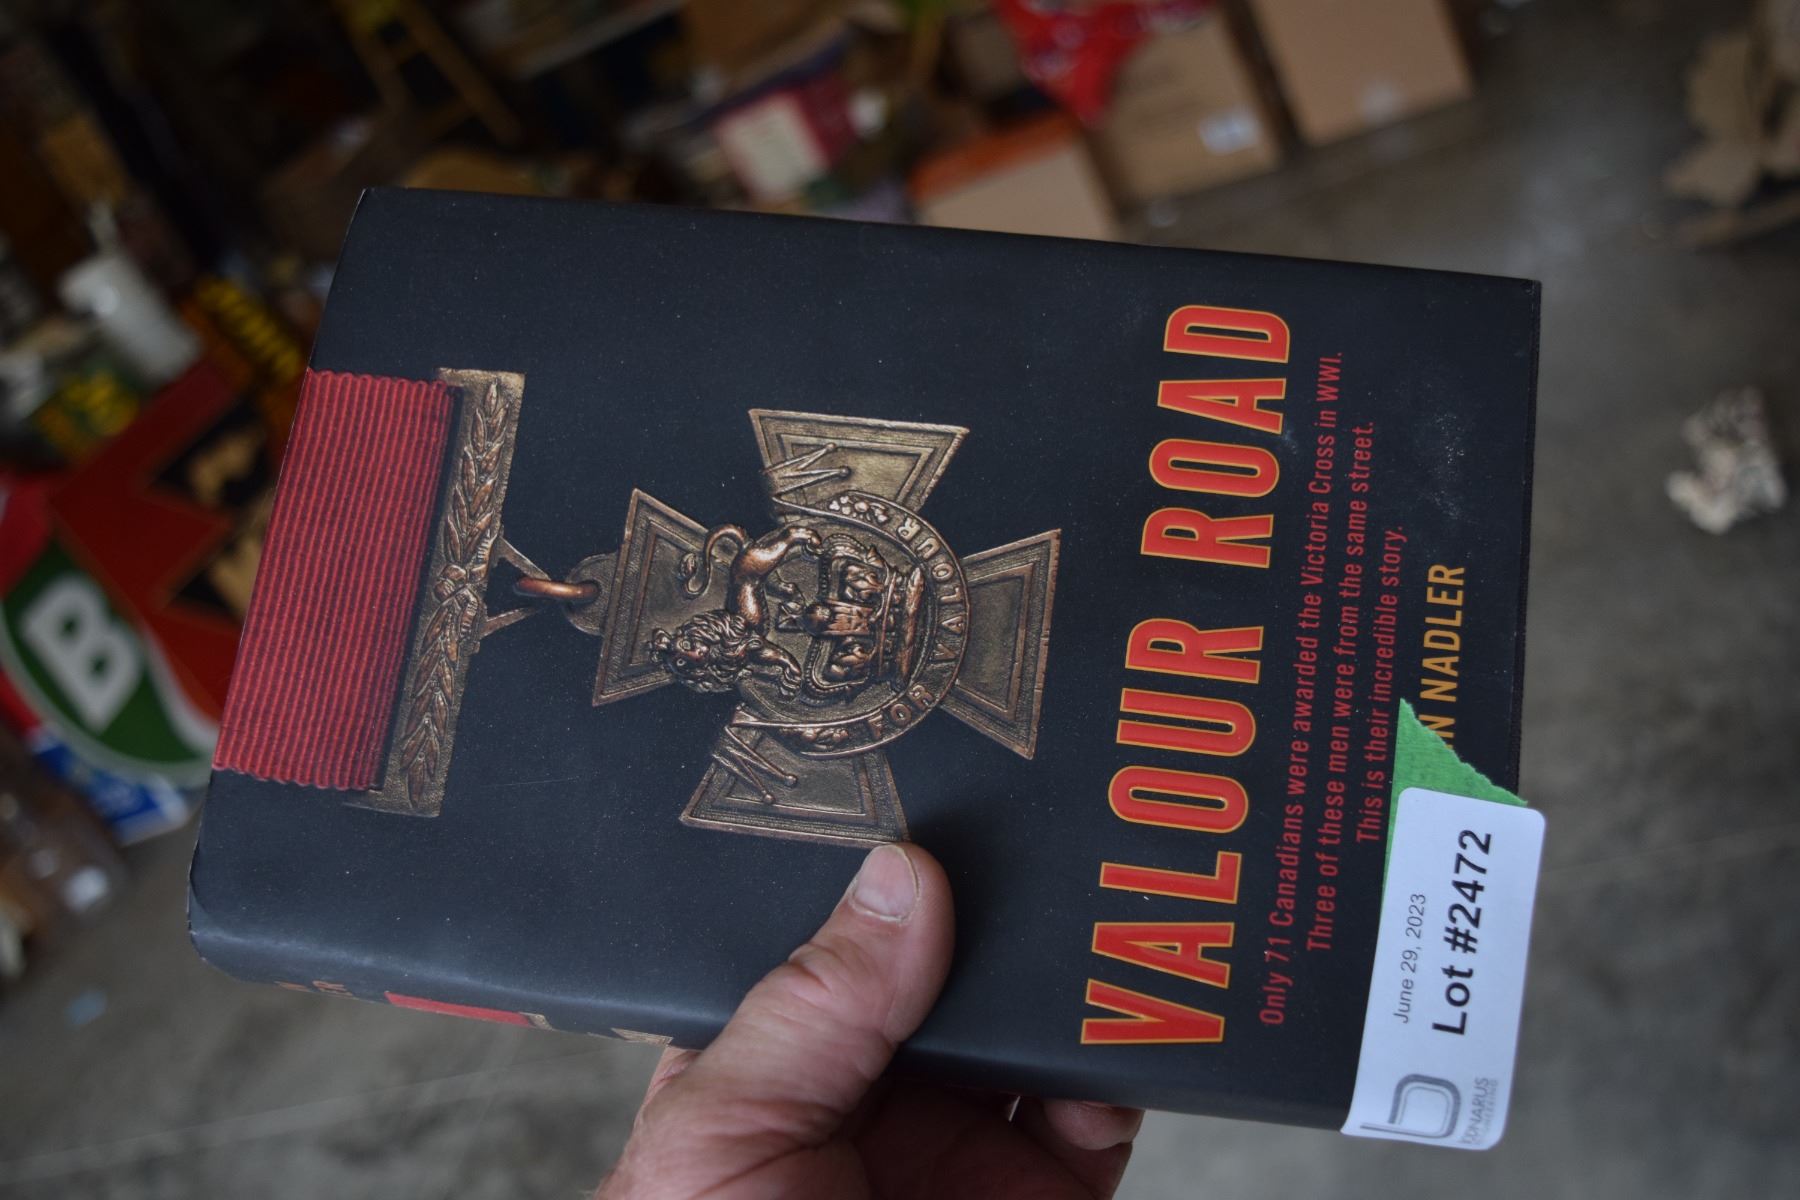 FOR VALOUR
VALOUR ROAD
Only 71 Canadians were awarded the Victoria Cross in WWI.
Three of these men were from the same street.
This is their incredible story.
NADLER
June 29, 2023
Lot #2472
B